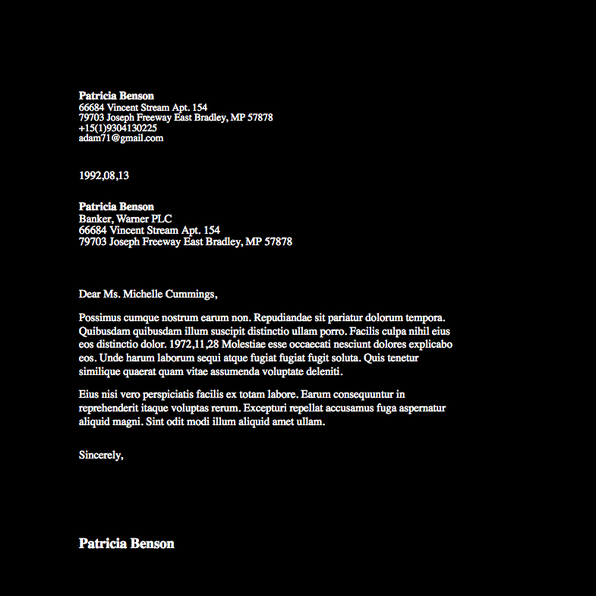 Patricia Benson
66684 Vincent Stream Apt. 154
79703 Joseph Freeway East Bradley, MP 57878
+15(1)9304130225
adam71@gmail.com
1992,08,13
Patricia Benson
Banker, Warner PLC
66684 Vincent Stream Apt. 154
79703 Joseph Freeway East Bradley, MP 57878
Dear Ms. Michelle Cummings,
Possimus cumque nostrum earum non. Repudiandae sit pariatur dolorum tempora.
Quibusdam quibusdam illum suscipit distinctio ullam porro. Facilis culpa nihil eius
eos distinctio dolor. 1972,11,28 Molestiae esse occaecati nesciunt dolores explicabo
eos. Unde harum laborum sequi atque fugiat fugiat fugit soluta. Quis tenetur
similique quaerat quam vitae assumenda voluptate deleniti.
Eius nisi vero perspiciatis facilis ex totam labore. Earum consequuntur in
reprehenderit itaque voluptas rerum. Excepturi repellat accusamus fuga aspernatur
aliquid magni. Sint odit modi illum aliquid amet ullam.
Sincerely,
Patricia Benson